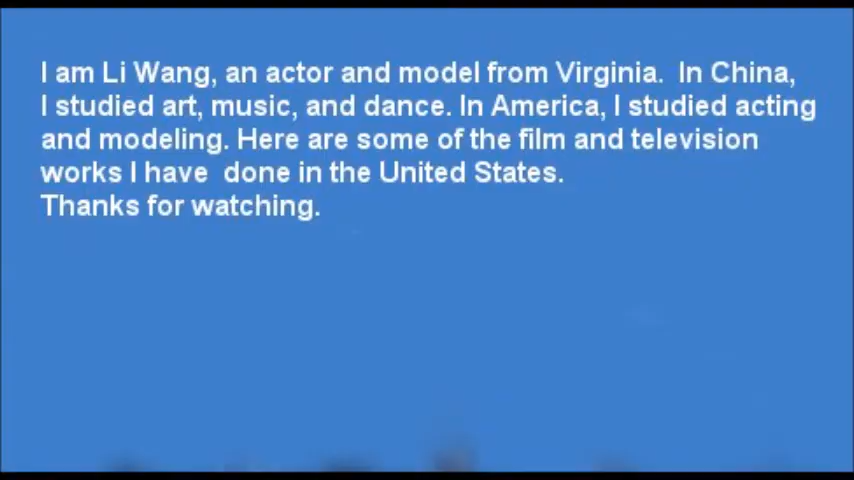 I am Li Wang, an actor and model from Virginia.  In China,
I studied art, music, and dance. In America, I studied acting
and modeling. Here are some of the film and television
works I have  done in the United States.
Thanks for watching.